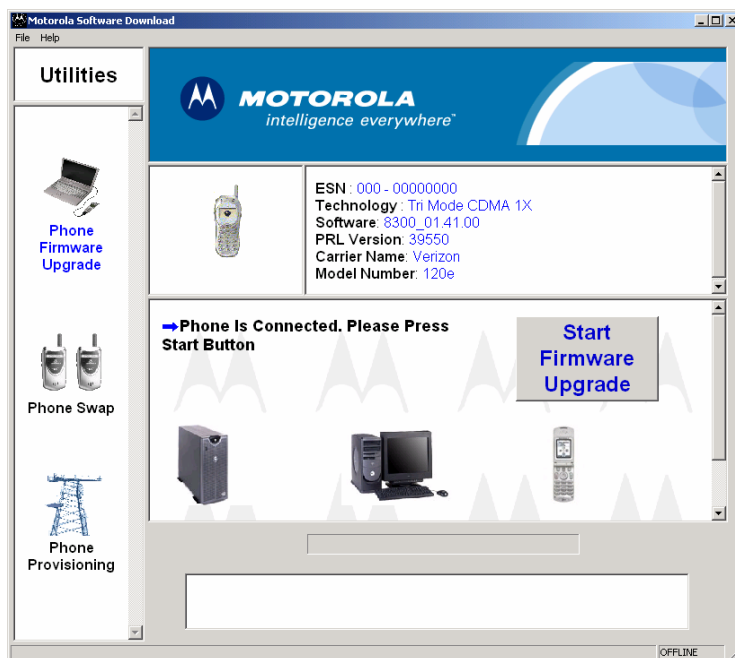 Motorola Software Download
File Help
Utilities
Phone
Firmware
Upgrade
Phone Swap
Phone
Provisioning
MOTOROLA
intelligence everywhere™
ESN : 000 - 00000000
Technology : Tri Mode CDMA 1X
Software: 8300_01.41.00
PRL Version: 39550
Carrier Name: Verizon
Model Number: 120e
➡Phone Is Connected. Please Press
Start Button
Start
Firmware
Upgrade
OFFLINE